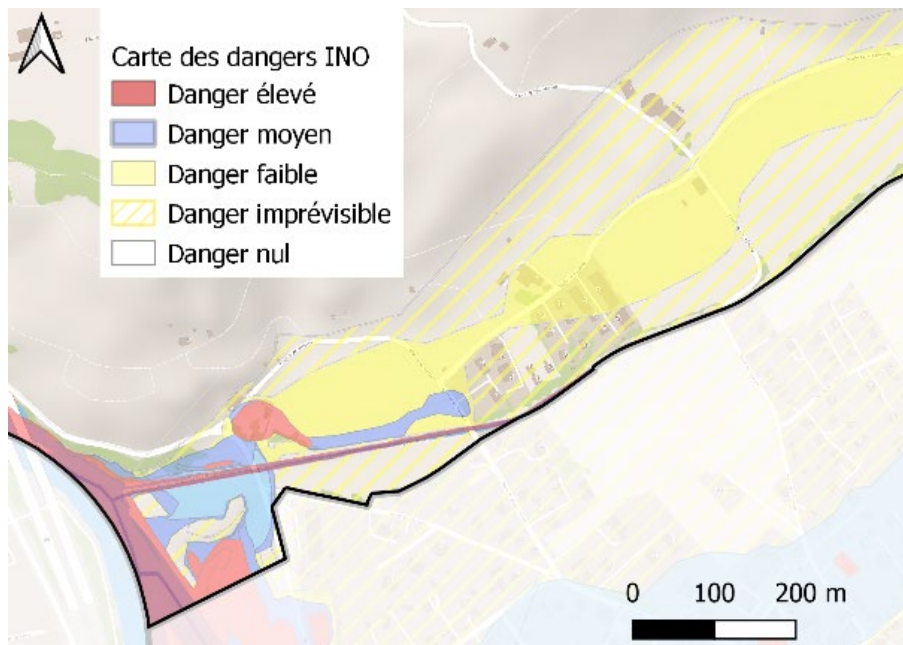 Carte des dangers INO
Danger élevé
Danger moyen
Danger faible
Danger imprévisible
Danger nul
0 100 200 m